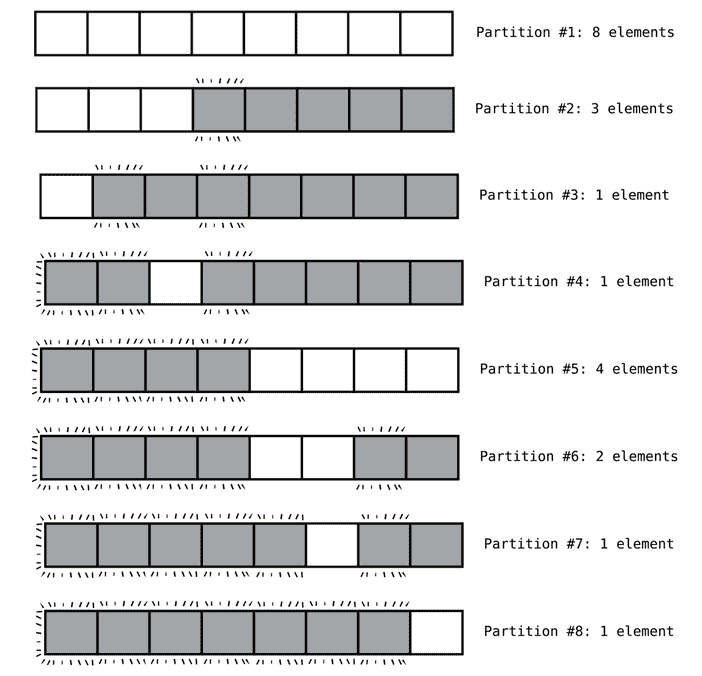 Partition #1: 8 elements
Partition #2: 3 elements
Partition #3: 1 element
Partition #4: 1 element
Partition #5: 4 elements
Partition #6: 2 elements
Partition #7: 1 element
Partition #8: 1 element